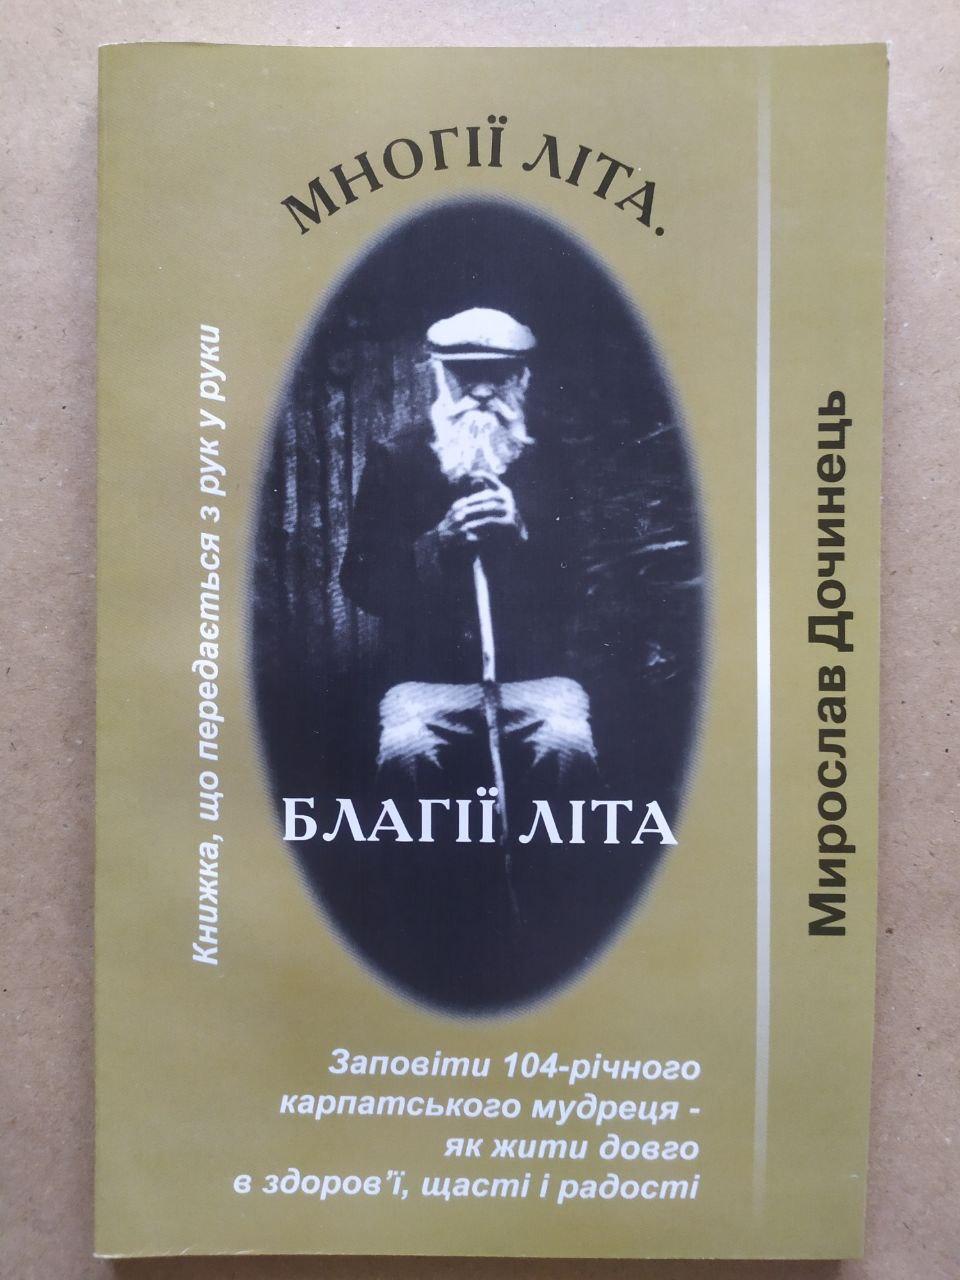 МНОГІЇ ЛІТА.
БЛАГІЇ ЛІТА
Книжка, що передається з рук у руки
Мирослав Дочинець
Заповіти 104-річного
карпатського мудреця -
як жити довго
в здоров’ї, щасті і радості